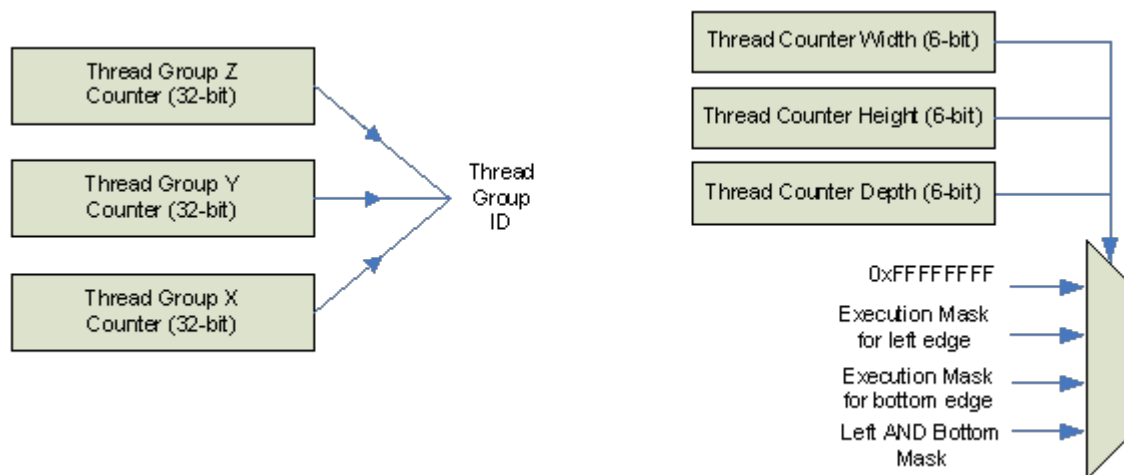 Thread Group Z
Counter (32-bit)
Thread Group Y
Counter (32-bit)
Thread Group X
Counter (32-bit)
Thread
Group
ID
Thread Counter Width (6-bit)
Thread Counter Height (6-bit)
Thread Counter Depth (6-bit)
0xFFFFFFFF
Execution Mask
for left edge
Execution Mask
for bottom edge
Left AND Bottom
Mask